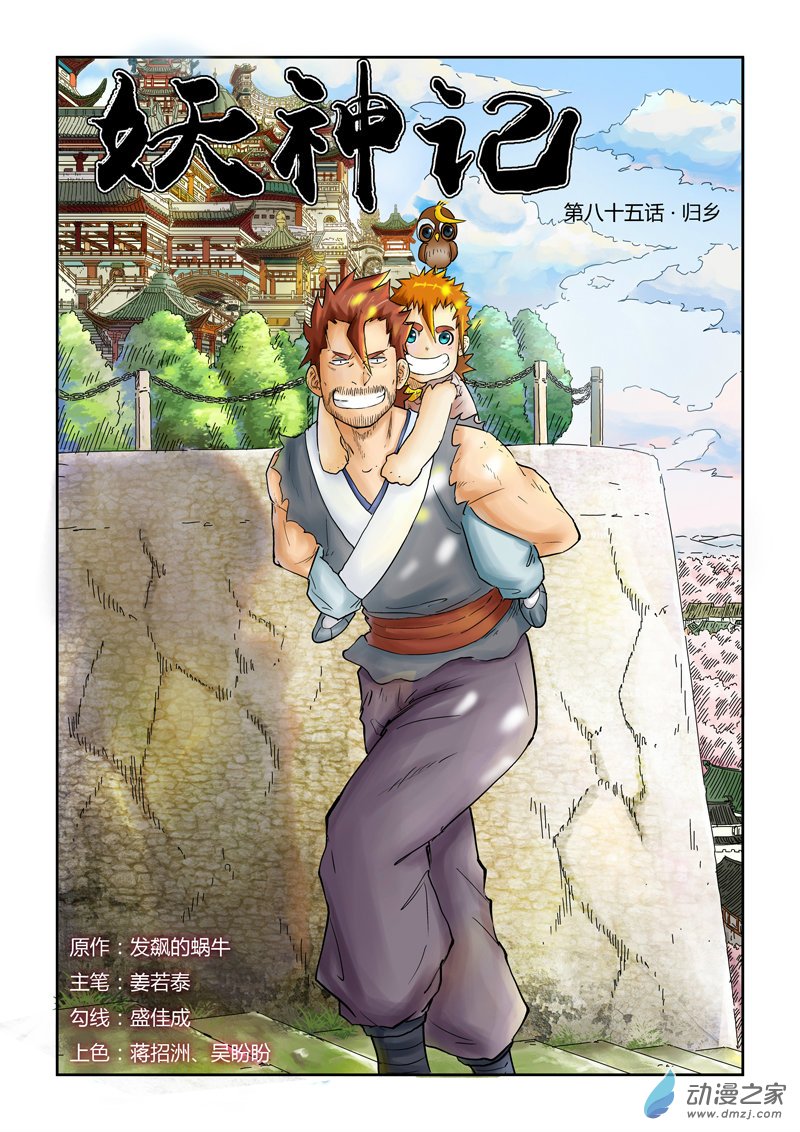 妖神记
第八十五话·归乡
原作：发飙的蜗牛
主笔：姜若泰
勾线：盛佳成
上色：蒋招洲、吴盼盼
动漫之家
www.dmzj.com